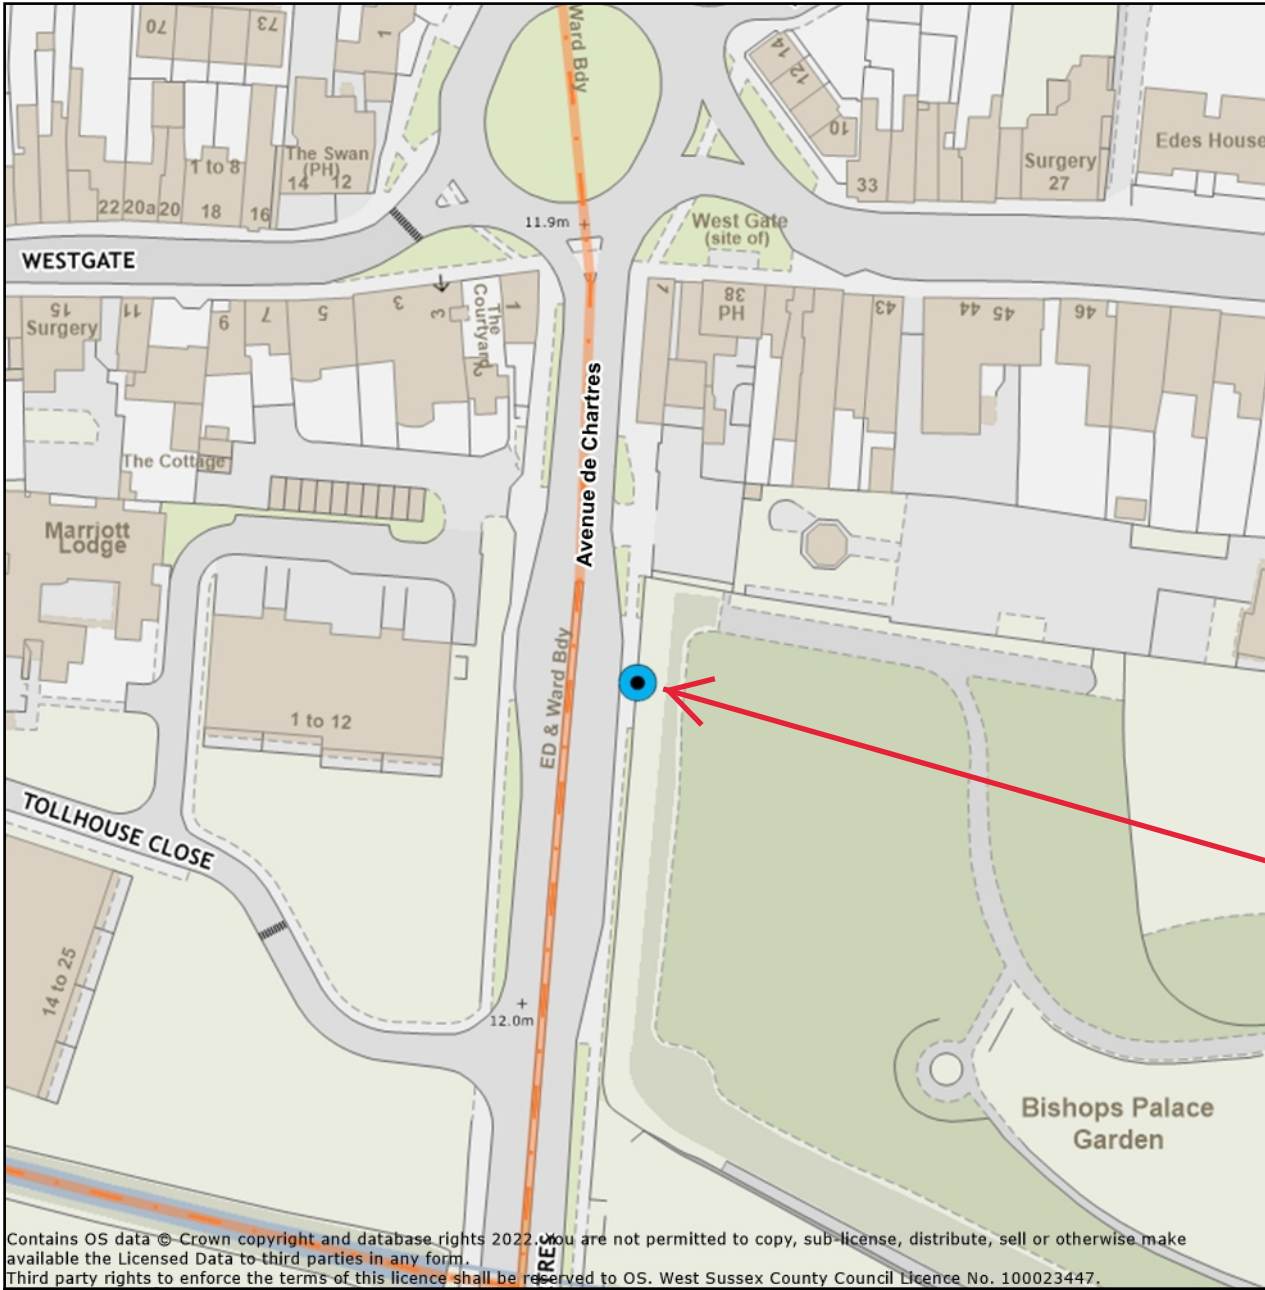 70
73
1
Ward Bdy
14
12
10
The Swan
(PH)
14 12
1 to 8
22 20a 20 18 16
33
Surgery
27
Edes House
11.9m
West Gate
(site of)
WESTGATE
15
Surgery
11
9
7
5
3
3
The
Courtyard
2
1
7
38
PH
43
44
45
46
Avenue de Chartres
The Cottage
Marriott
Lodge
ED & Ward Bdy
1 to 12
TOLLHOUSE CLOSE
14 to 25
12.0m
Bishops Palace
Garden
RES
Contains OS data © Crown copyright and database rights 2022. You are not permitted to copy, sub-license, distribute, sell or otherwise make
available the Licensed Data to third parties in any form.
Third party rights to enforce the terms of this licence shall be reserved to OS. West Sussex County Council Licence No. 100023447.